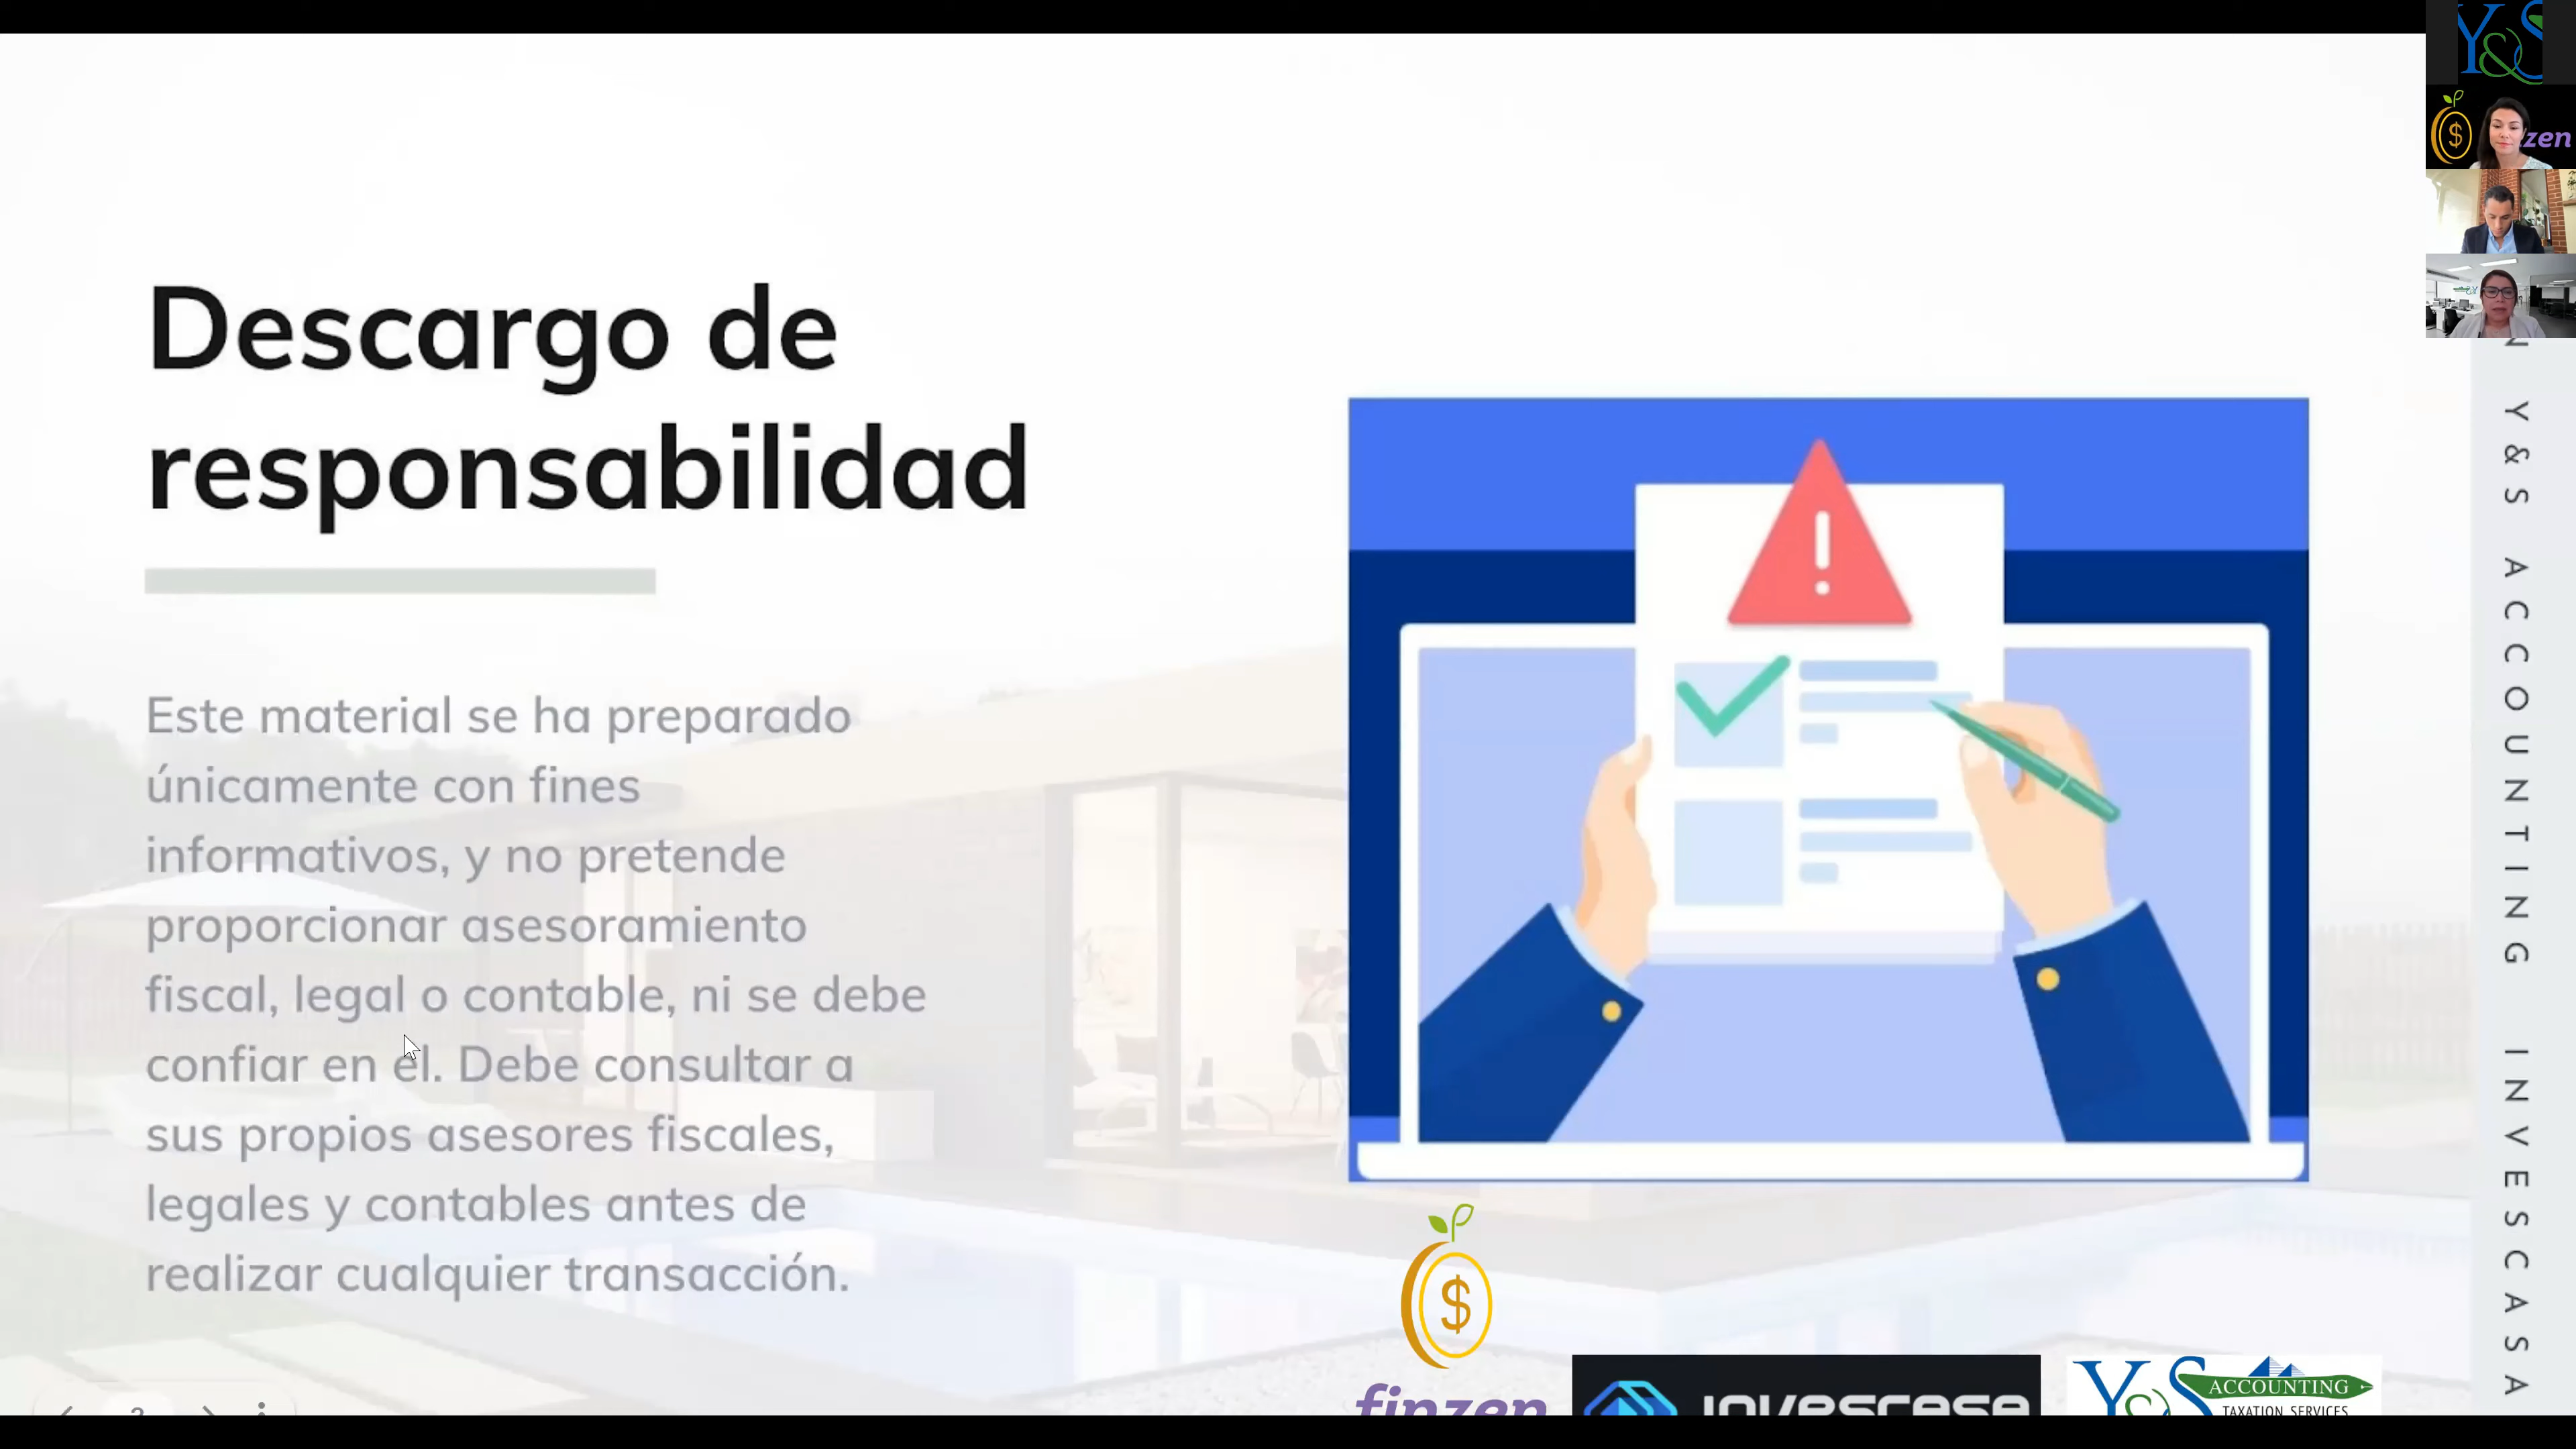 Descargo de
responsabilidad
Este material se ha preparado
únicamente con fines
informativos, y no pretende
proporcionar asesoramiento
fiscal, legal o contable, ni se debe
confiar en él. Debe consultar a
sus propios asesores fiscales,
legales y contables antes de
realizar cualquier transacción.
$
finzen
invescasa
Y&S
ACCOUNTING
TAXATION SERVICES
Y&S
$
zen
Y&S
N Y&S ACCOUNTING INVESCASA